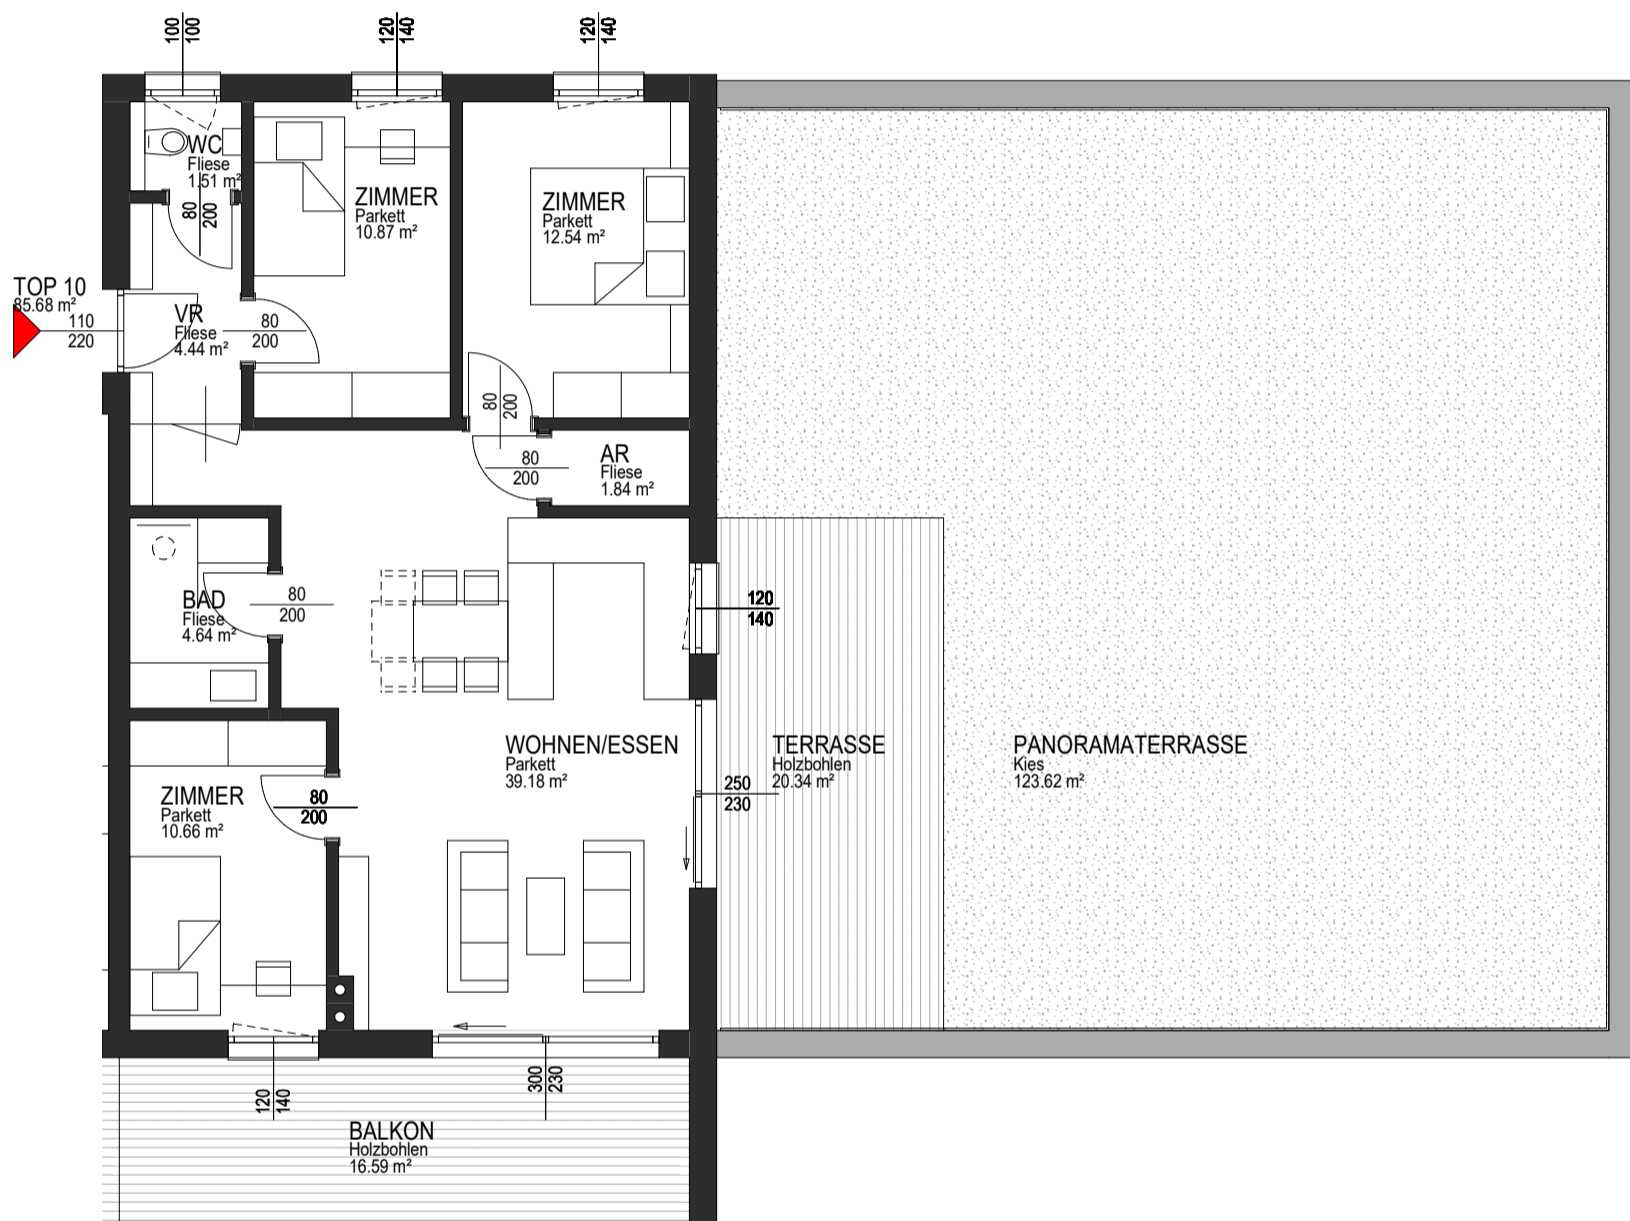 100
100
120
140
120
140
WC
Fliese
1.51 m²
80
200
ZIMMER
Parkett
10.87 m²
ZIMMER
Parkett
12.54 m²
TOP 10
85.68 m²
110
220
VR
Fliese
4.44 m²
80
200
80
200
80
200
AR
Fliese
1.84 m²
BAD
Fliese
4.64 m²
80
200
120
140
WOHNEN/ESSEN
Parkett
39.18 m²
TERRASSE
Holzbohlen
20.34 m²
250
230
PANORAMATERRASSE
Kies
123.62 m²
ZIMMER
Parkett
10.66 m²
80
200
120
140
300
230
BALKON
Holzbohlen
16.59 m²